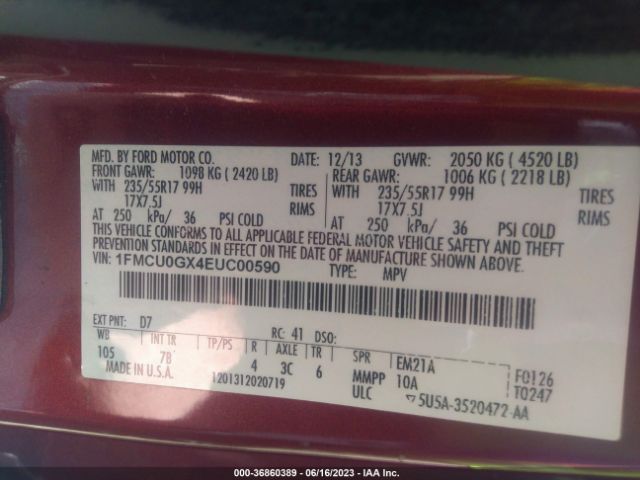 MFD. BY FORD MOTOR CO. DATE: 12/13 GVWR: 2050 KG ( 4520 LB)
FRONT GAWR: 1098 KG ( 2420 LB) REAR GAWR: 1006 KG ( 2218 LB)
WITH 235/55R17 99H TIRES WITH 235/55R17 99H TIRES
17X7.5J RIMS 17X7.5J RIMS
AT 250 kPa/ 36 PSI COLD AT 250 kPa/ 36 PSI COLD
THIS VEHICLE CONFORMS TO ALL APPLICABLE FEDERAL MOTOR VEHICLE SAFETY AND THEFT
PREVENTION STANDARDS IN EFFECT ON THE DATE OF MANUFACTURE SHOWN ABOVE.
VIN: 1FMCU0GX4EUC00590 TYPE: MPV
EXT PNT: D7 RC: 41 DSO:
WB INT TR TP/PS R AXLE TR SPR EM21A F0126
105 7B 4 3C 6 MMPP 10A T0247
MADE IN U.S.A. 1201312020719 ULC 5U5A-3520472-AA
000-36860389 - 06/16/2023 - IAA Inc.